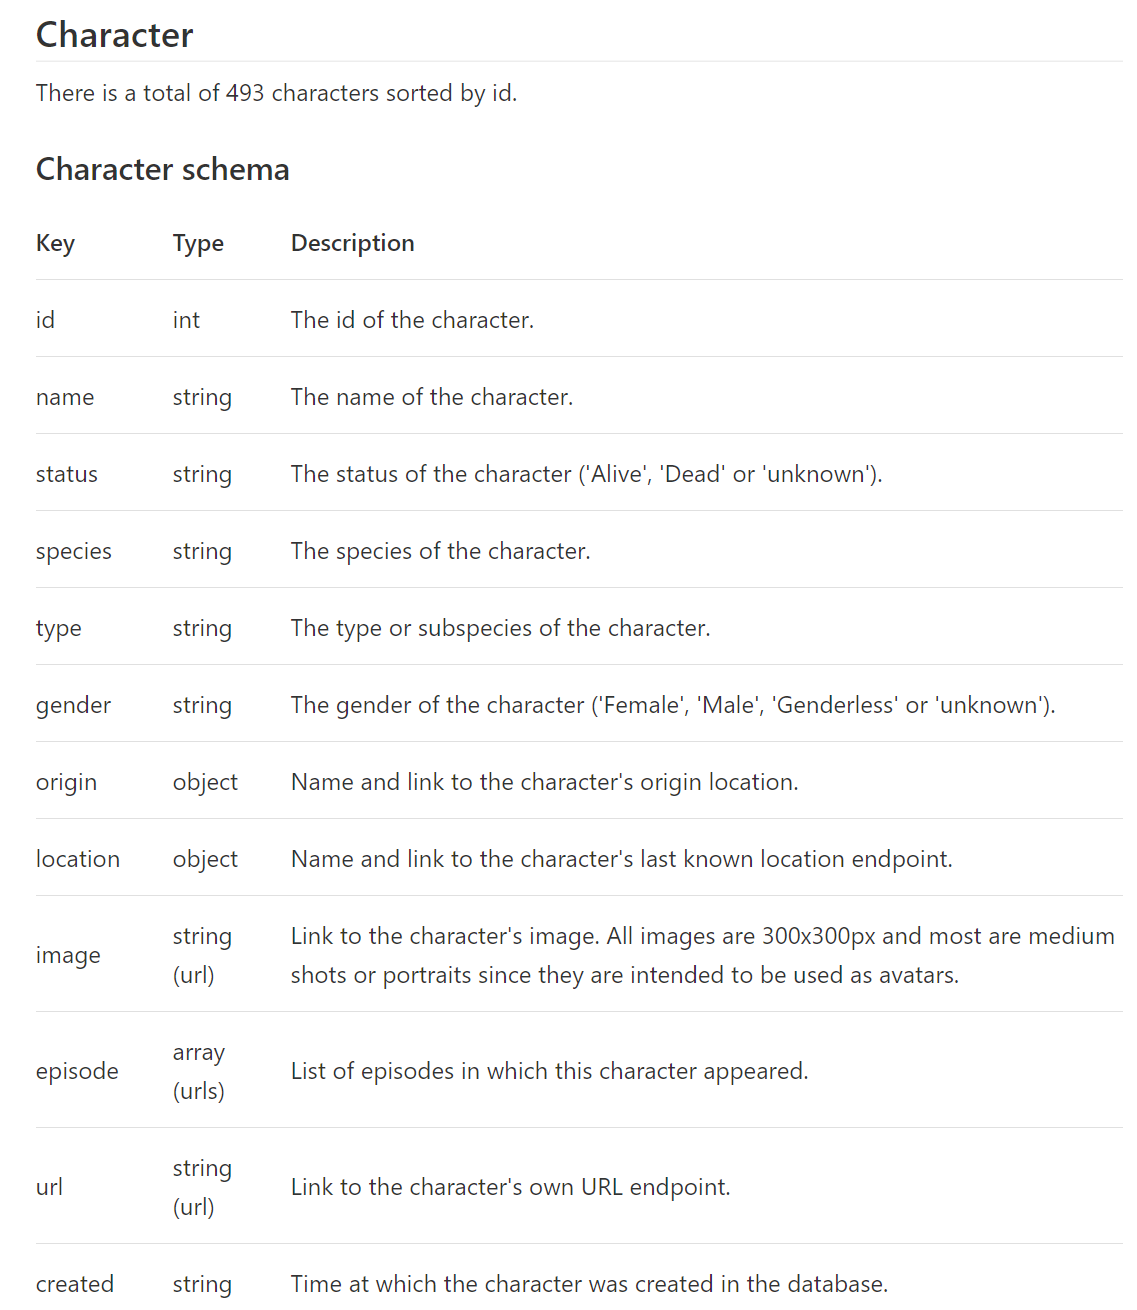 Character
There is a total of 493 characters sorted by id.
Character schema
Key Type Description
id int The id of the character.
name string The name of the character.
status string The status of the character ('Alive', 'Dead' or 'unknown').
species string The species of the character.
type string The type or subspecies of the character.
gender string The gender of the character ('Female', 'Male', 'Genderless' or 'unknown').
origin object Name and link to the character's origin location.
location object Name and link to the character's last known location endpoint.
image string (url) Link to the character's image. All images are 300x300px and most are medium
shots or portraits since they are intended to be used as avatars.
episode array (urls) List of episodes in which this character appeared.
url string (url) Link to the character's own URL endpoint.
created string Time at which the character was created in the database.